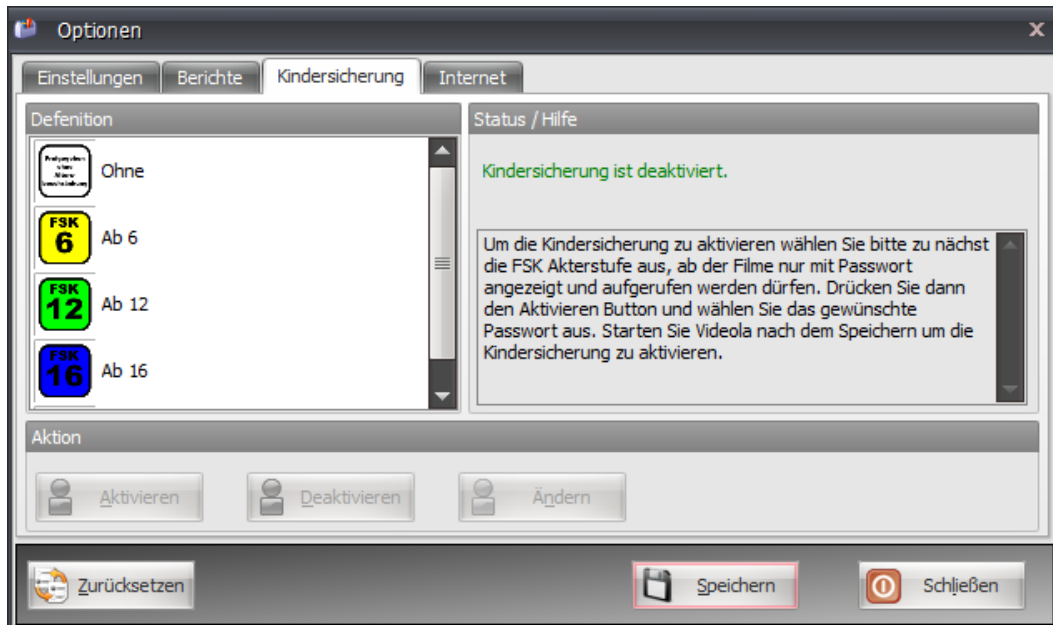 Optionen
Einstellungen
Berichte
Kindersicherung
Internet
Defenition
Ohne
FSK
6
Ab 6
FSK
12
Ab 12
FSK
16
Ab 16
Status / Hilfe
Kindersicherung ist deaktiviert.
Um die Kindersicherung zu aktivieren wählen Sie bitte zu nächst
die FSK Akterstufe aus, ab der Filme nur mit Passwort
angezeigt und aufgerufen werden dürfen. Drücken Sie dann
den Aktivieren Button und wählen Sie das gewünschte
Passwort aus. Starten Sie Videola nach dem Speichern um die
Kindersicherung zu aktivieren.
Aktion
Aktivieren
Deaktivieren
Ändern
Zurücksetzen
Speichern
Schließen